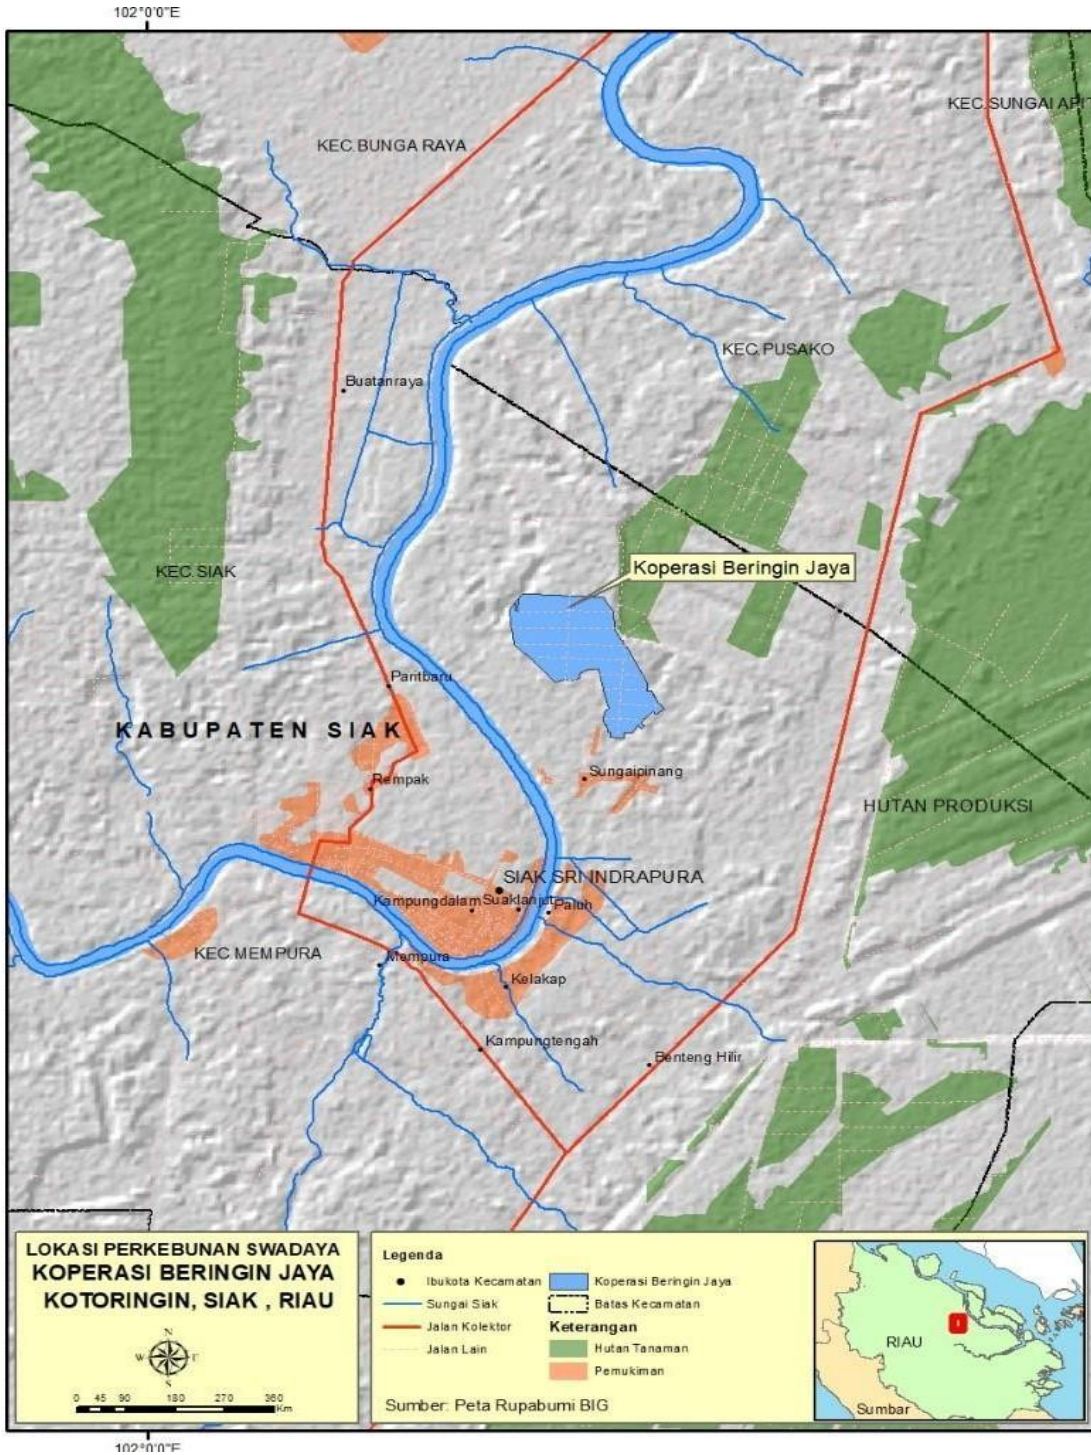 102°0'0"E
KEC.SUNGAI API
KEC.BUNGA RAYA
KEC.PUSAKO
Buatanraya
Koperasi Beringin Jaya
KEC.SIAK
Paritbaru
KABUPATEN SIAK
Rempak
Sungaipinang
HUTAN PRODUKSI
SIAK SRI INDRAPURA
Kampungdalam
Suaklanjut
Paluh
KEC.MEMPURA
Mempura
Kelakap
Kampungtengah
Benteng Hilir
LOKASI PERKEBUNAN SWADAYA
KOPERASI BERINGIN JAYA
KOTORINGIN, SIAK , RIAU
N
W E
S
0 45 90 180 270 360
Km
Legenda
Ibukota Kecamatan
Sungai Siak
Jalan Kolektor
Jalan Lain
Koperasi Beringin Jaya
Batas Kecamatan
Keterangan
Hutan Tanaman
Pemukiman
Sumber: Peta Rupabumi BIG
RIAU
Sumbar
102°0'0"E